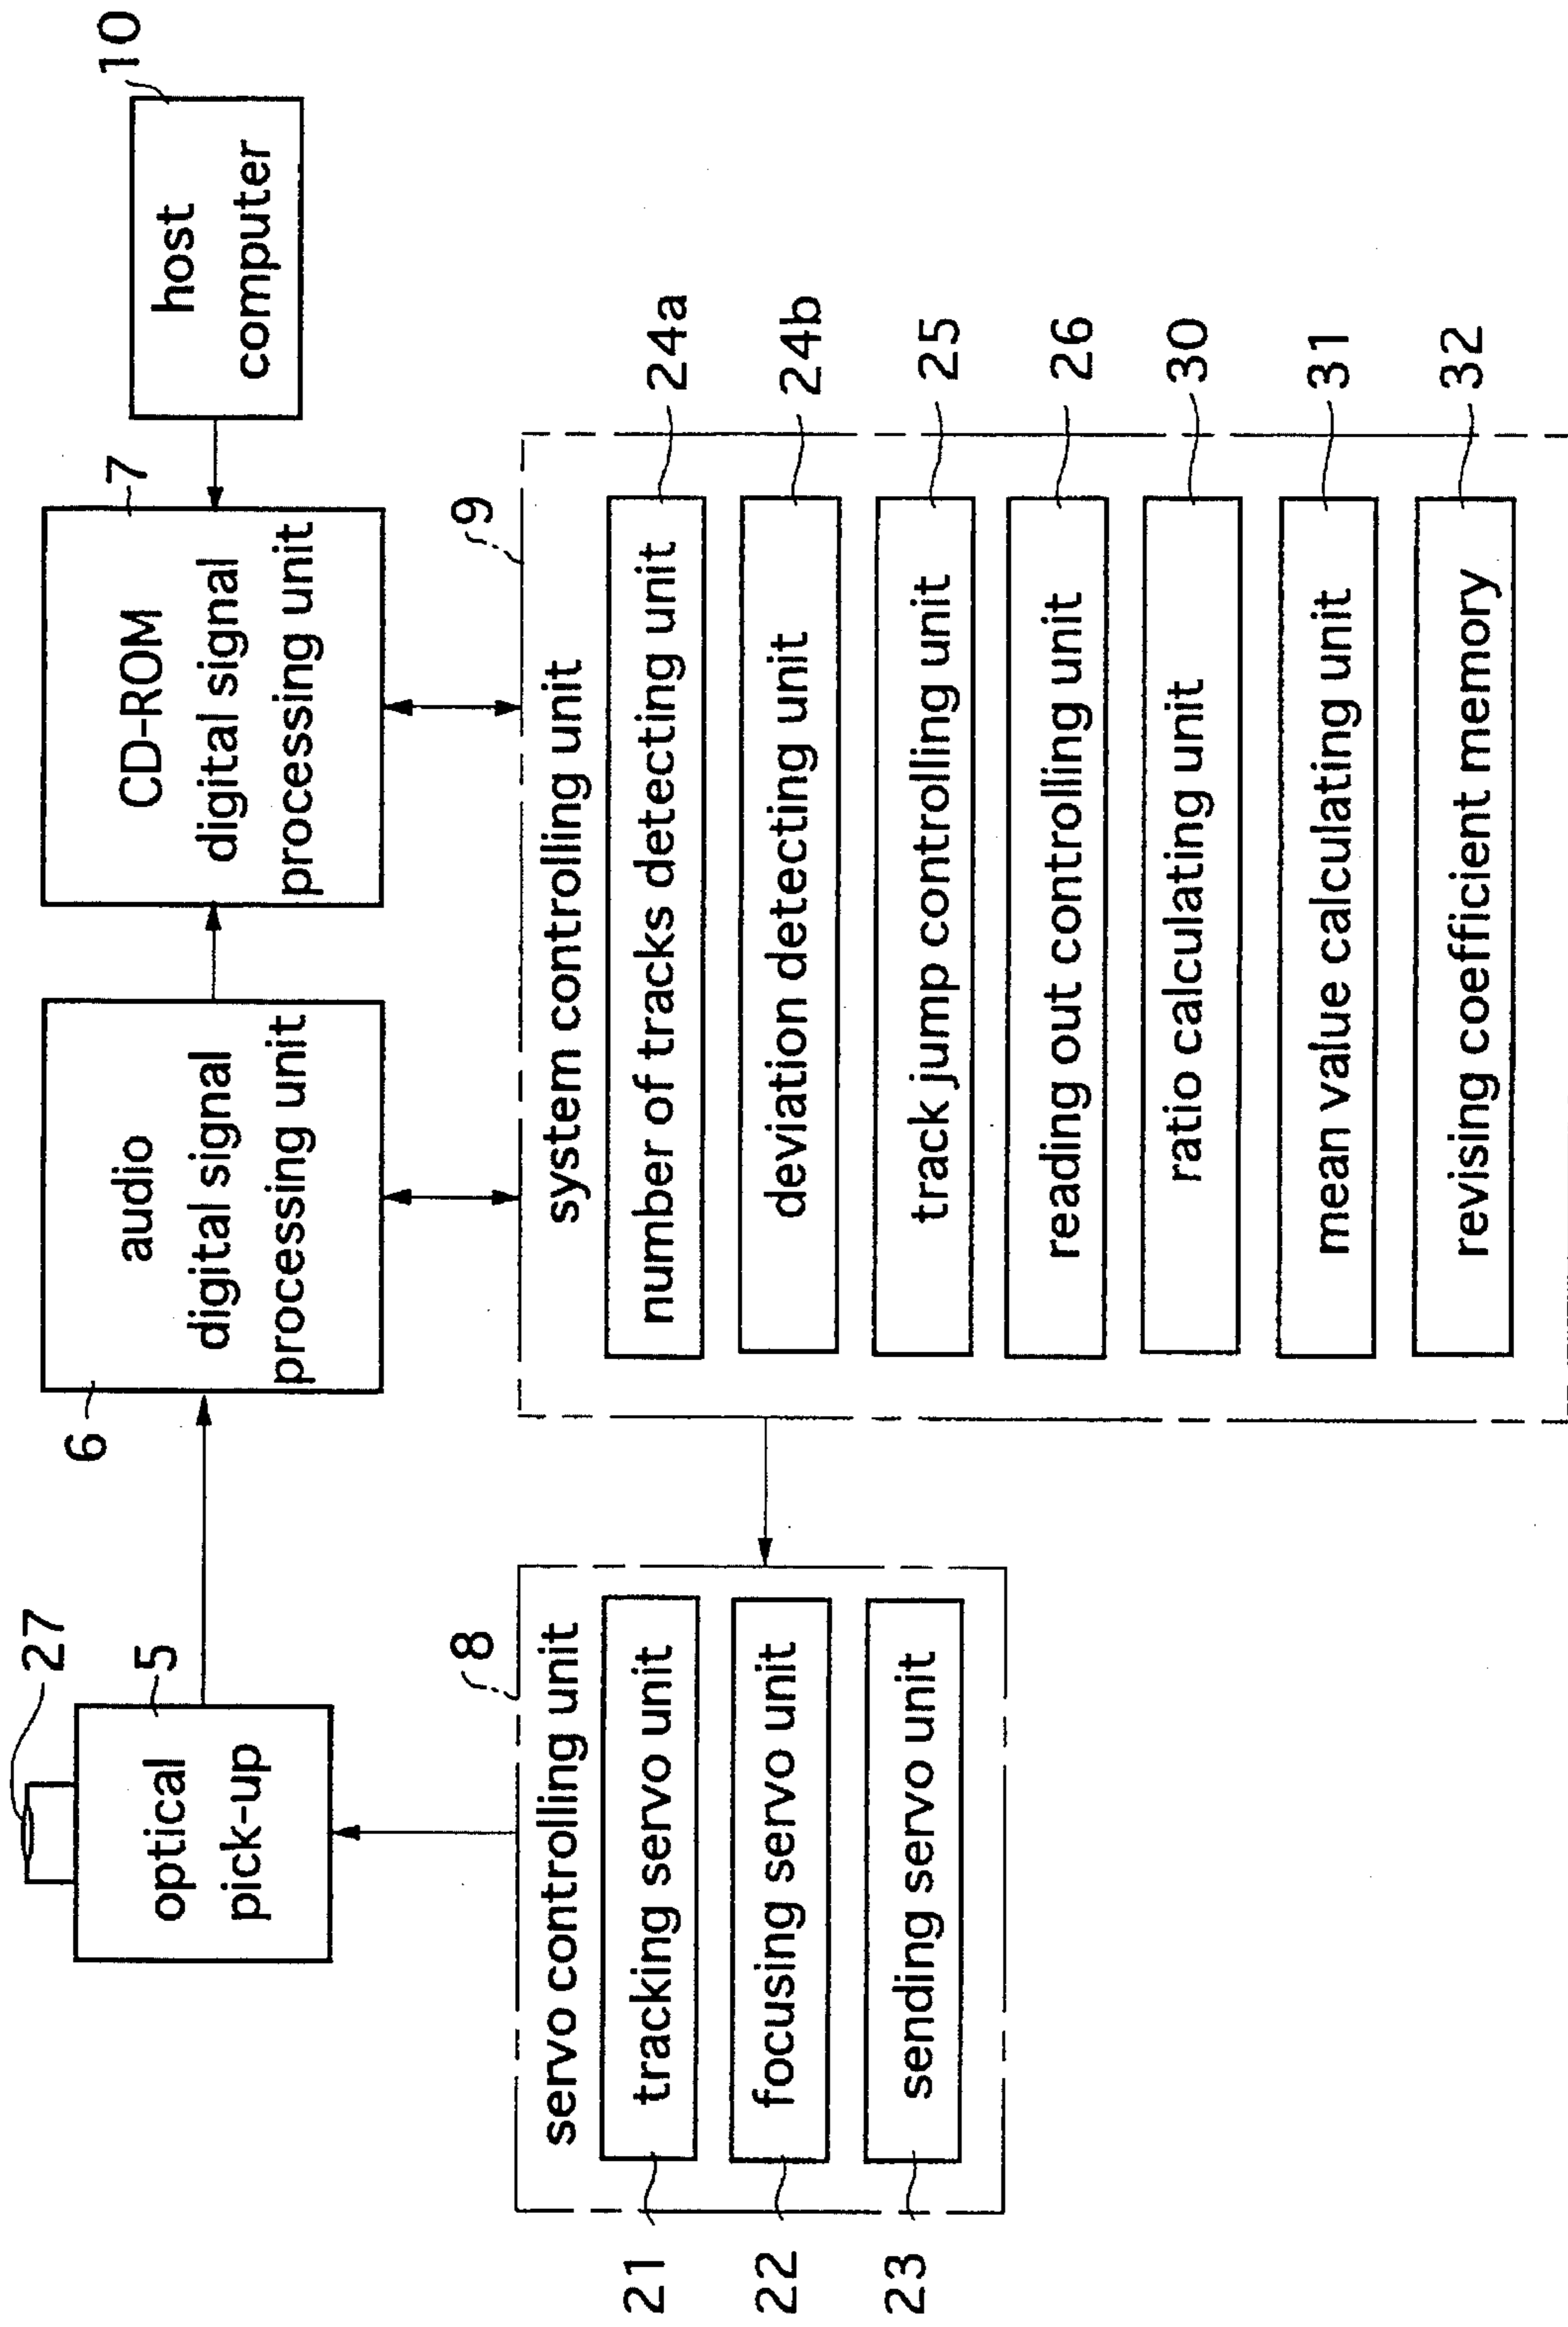 27
5
optical
pick-up
6
audio
digital signal
processing unit
7
CD-ROM
digital signal
processing unit
10
host
computer
8
servo controlling unit
21
tracking servo unit
22
focusing servo unit
23
sending servo unit
9
system controlling unit
number of tracks detecting unit
24a
deviation detecting unit
24b
track jump controlling unit
25
reading out controlling unit
26
ratio calculating unit
30
mean value calculating unit
31
revising coefficient memory
32